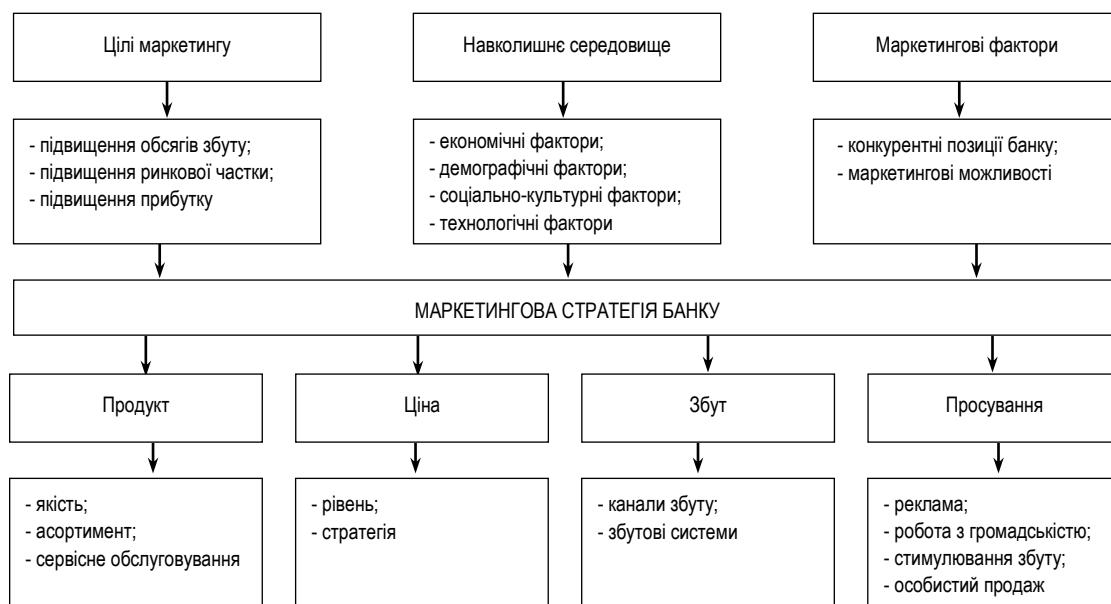 Цілі маркетингу
Навколишнє середовище
Маркетингові фактори
- підвищення обсягів збуту;
- підвищення ринкової частки;
- підвищення прибутку
- економічні фактори;
- демографічні фактори;
- соціально-культурні фактори;
- технологічні фактори
- конкурентні позиції банку;
- маркетингові можливості
МАРКЕТИНГОВА СТРАТЕГІЯ БАНКУ
Продукт
Ціна
Збут
Просування
- якість;
- асортимент;
- сервісне обслуговування
- рівень;
- стратегія
- канали збуту;
- збутові системи
- реклама;
- робота з громадськістю;
- стимулювання збуту;
- особистий продаж